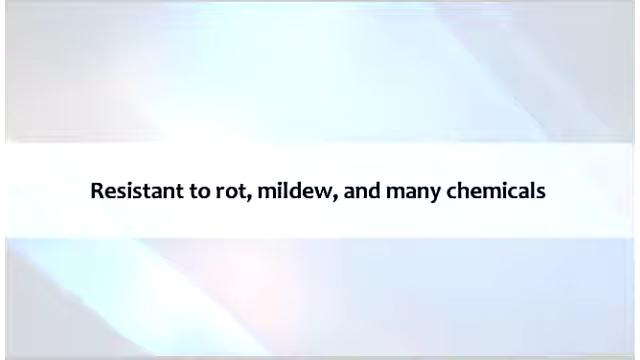 Resistant to rot, mildew, and many chemicals